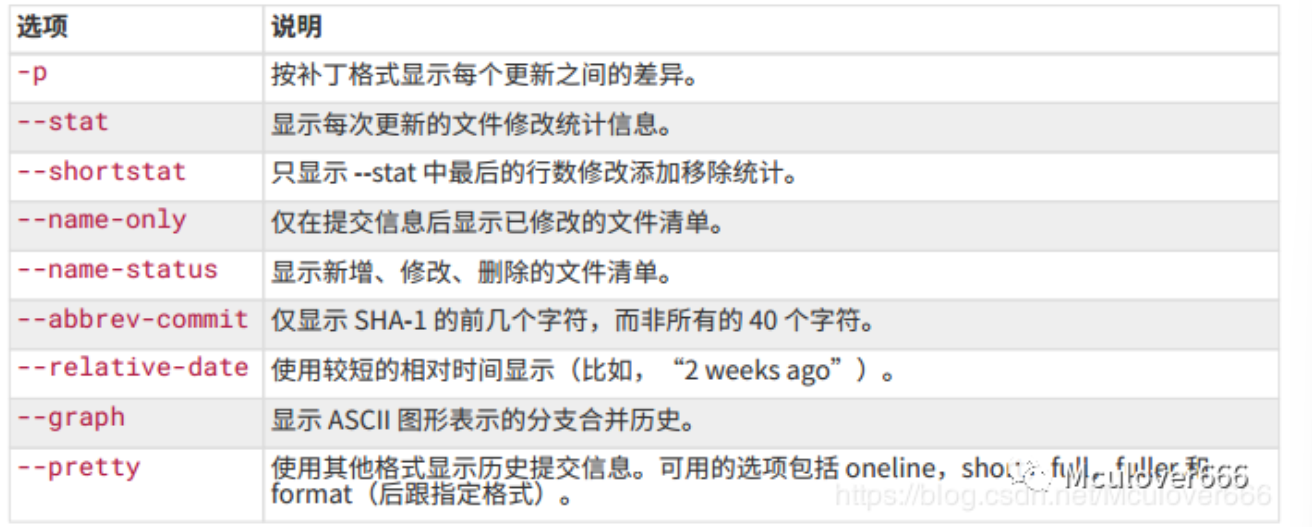 选项 说明
-p 按补丁格式显示每个更新之间的差异。
--stat 显示每次更新的文件修改统计信息。
--shortstat 只显示 --stat 中最后的行数修改添加移除统计。
--name-only 仅在提交信息后显示已修改的文件清单。
--name-status 显示新增、修改、删除的文件清单。
--abbrev-commit 仅显示 SHA-1 的前几个字符，而非所有的 40 个字符。
--relative-date 使用较短的相对时间显示（比如，“2 weeks ago”）。
--graph 显示 ASCII 图形表示的分支合并历史。
--pretty 使用其他格式显示历史提交信息。可用的选项包括 oneline，short，full，fuller 和
format（后跟指定格式）。
Mculover666
https://blog.csdn.net/Mculover666